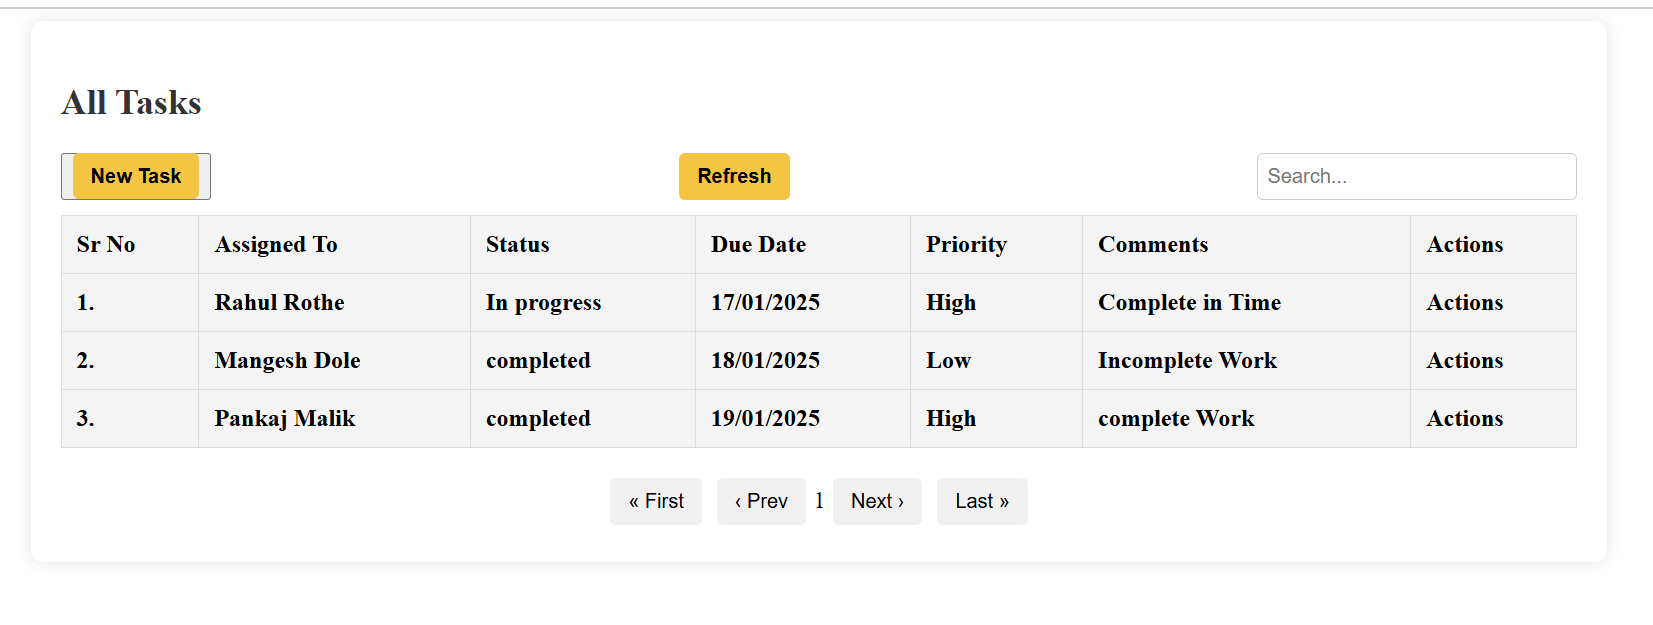 All Tasks
New Task Refresh Search...
Sr No Assigned To Status Due Date Priority Comments Actions
1. Rahul Rothe In progress 17/01/2025 High Complete in Time Actions
2. Mangesh Dole completed 18/01/2025 Low Incomplete Work Actions
3. Pankaj Malik completed 19/01/2025 High complete Work Actions
« First ‹ Prev 1 Next › Last »